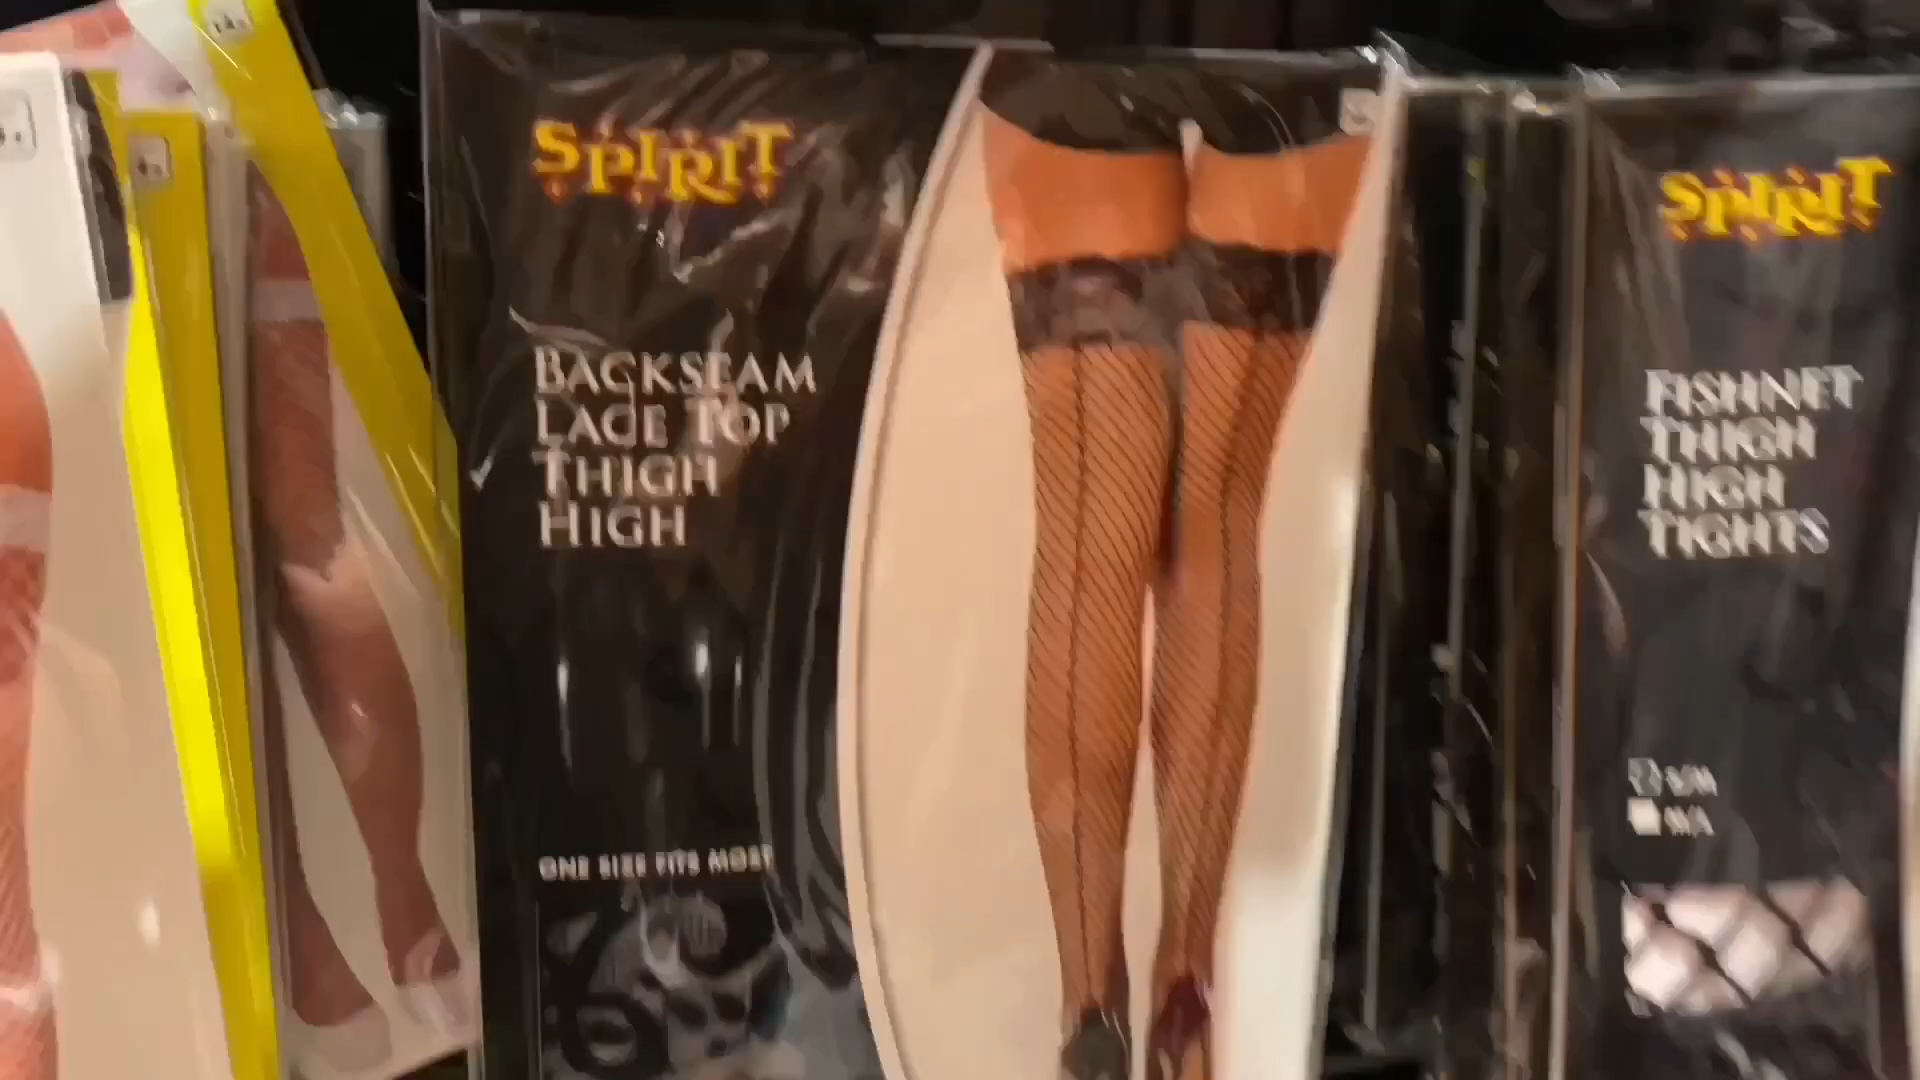 SPIRIT
BACKSEAM
LACE TOP
THIGH
HIGH
ONE SIZE FITS MOST
SPIRIT
FISHNET
THIGH
HIGH
TIGHTS
S/M